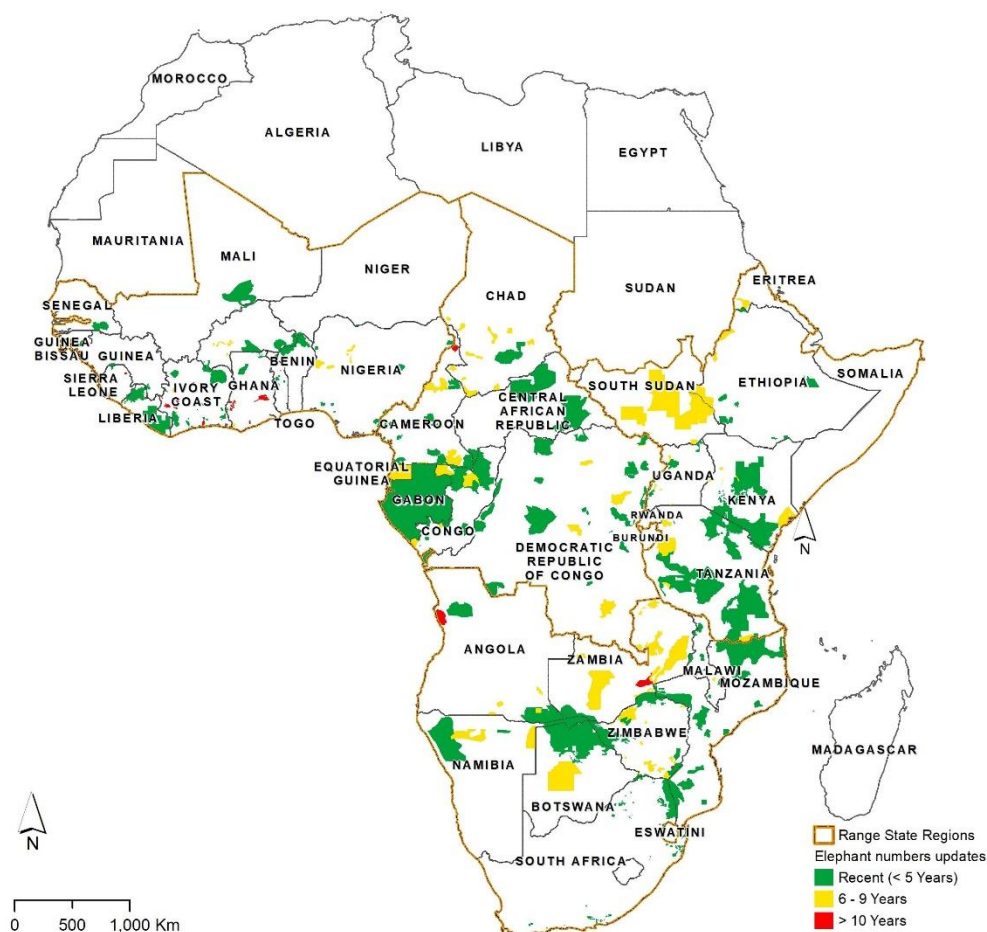 MOROCCO
ALGERIA
LIBYA
EGYPT
MAURITANIA
MALI
NIGER
CHAD
SUDAN
ERITREA
SENEGAL
GUINEA
BISSAU
GUINEA
SIERRA
LEONE
LIBERIA
IVORY
COAST
GHANA
TOGO
BENIN
NIGERIA
CAMEROON
CENTRAL
AFRICAN
REPUBLIC
SOUTH SUDAN
ETHIOPIA
SOMALIA
EQUATORIAL
GUINEA
GABON
CONGO
UGANDA
KENYA
RWANDA
BURUNDI
N
DEMOCRATIC
REPUBLIC
OF CONGO
TANZANIA
ANGOLA
ZAMBIA
MALAWI
MOZAMBIQUE
ZIMBABWE
MADAGASCAR
NAMIBIA
BOTSWANA
ESWATINI
SOUTH AFRICA
N
0 500 1,000 Km
Range State Regions
Elephant numbers updates
Recent (< 5 Years)
6 - 9 Years
> 10 Years